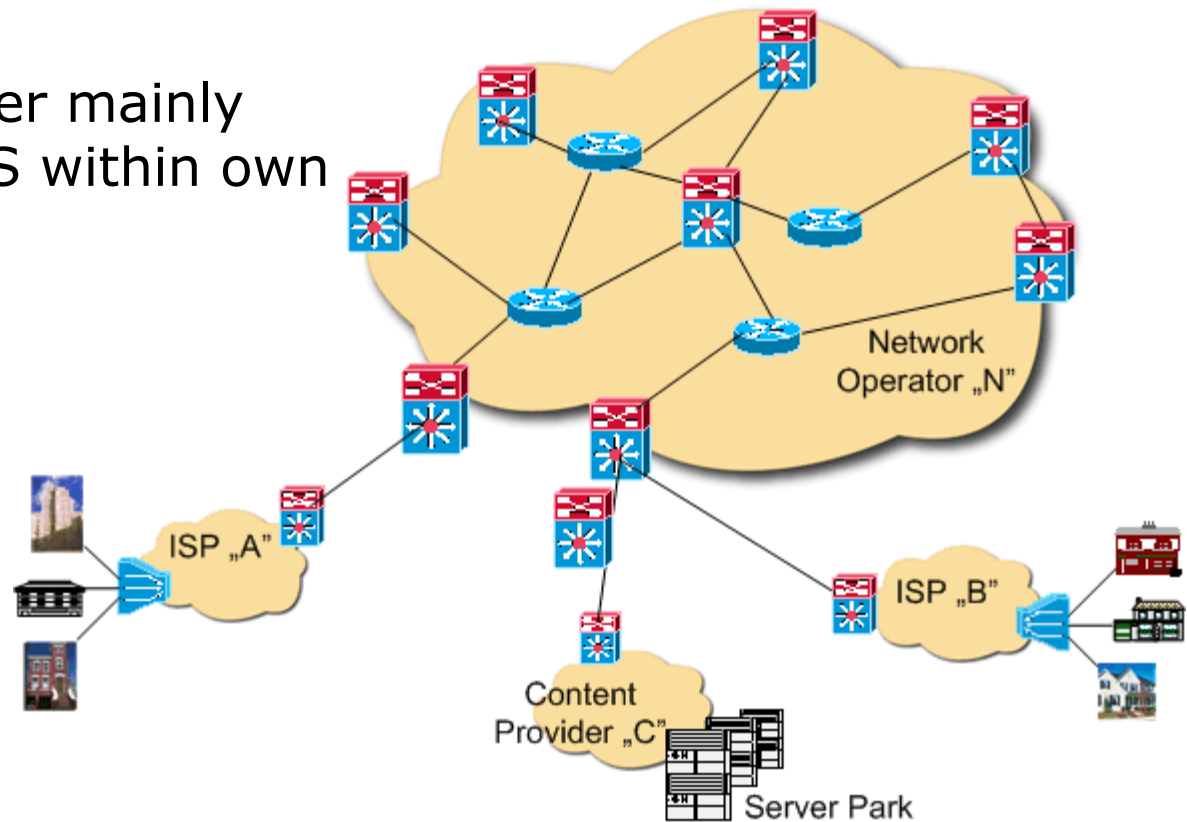 er mainly
S within own
Network
Operator „N”
ISP „A”
ISP „B”
Content
Provider „C”
Server Park